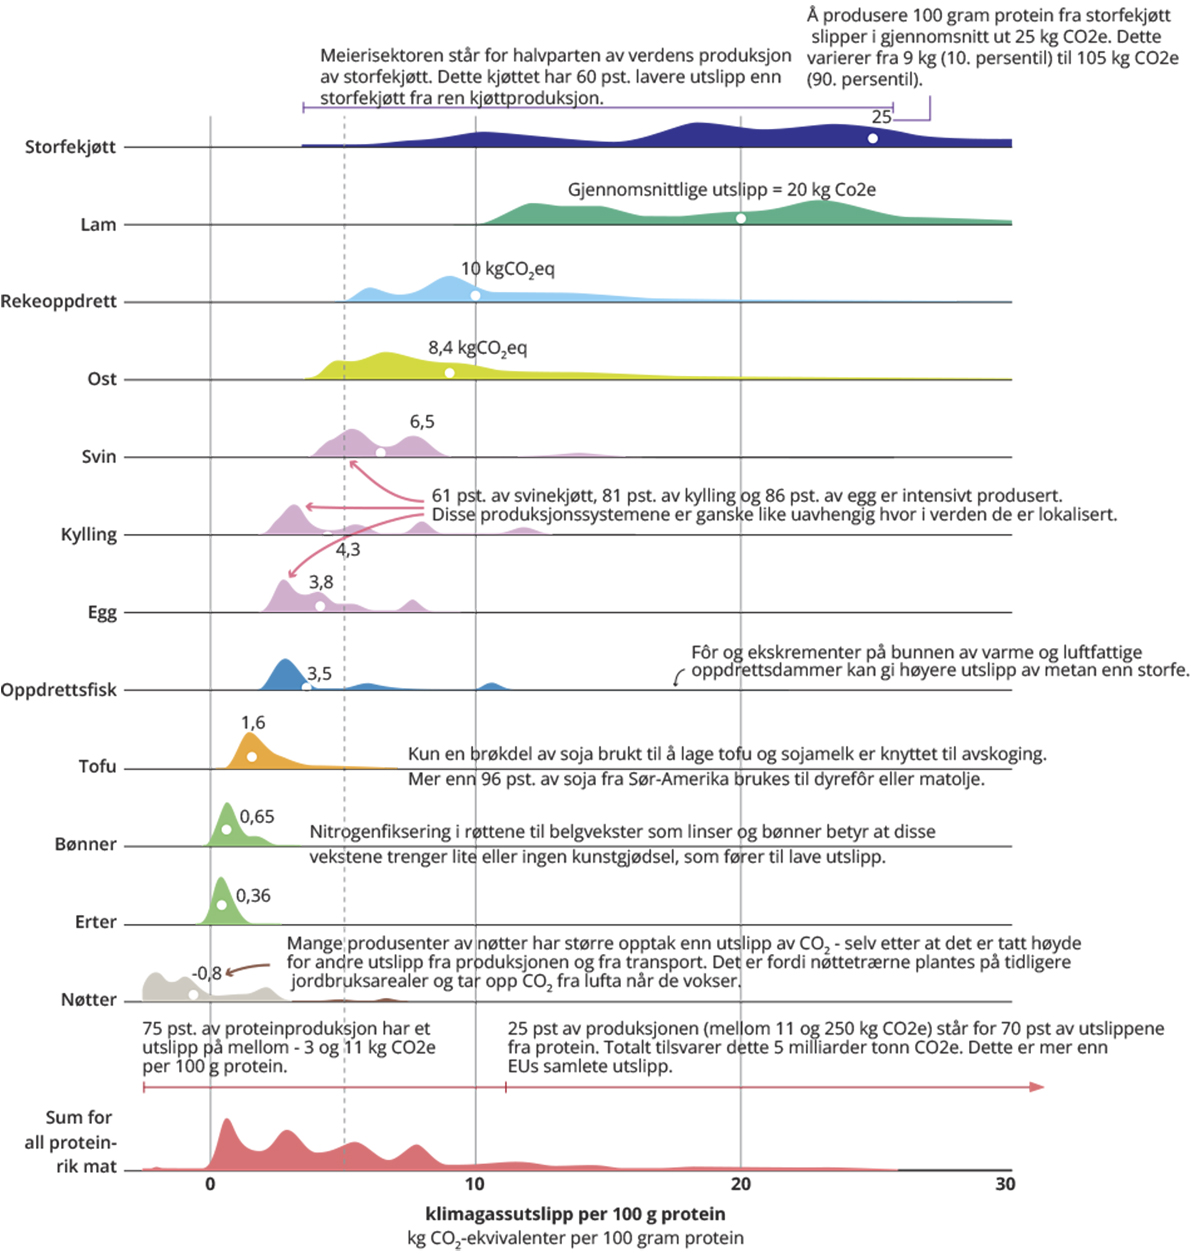 Å produsere 100 gram protein fra storfekjøtt
slipper i gjennomsnitt ut 25 kg CO2e. Dette
varierer fra 9 kg (10. persentil) til 105 kg CO2e
(90. persentil).
Meierisektoren står for halvparten av verdens produksjon
av storfekjøtt. Dette kjøttet har 60 pst. lavere utslipp enn
storfekjøtt fra ren kjøttproduksjon.
25
Storfekjøtt
Gjennomsnittlige utslipp = 20 kg Co2e
Lam
10 kgCO₂eq
Rekeoppdrett
8,4 kgCO₂eq
Ost
6,5
Svin
61 pst. av svinekjøtt, 81 pst. av kylling og 86 pst. av egg er intensivt produsert.
Disse produksjonssystemene er ganske like uavhengig hvor i verden de er lokalisert.
Kylling
4,3
3,8
Egg
Fôr og ekskrementer på bunnen av varme og luftfattige
oppdrettsdammer kan gi høyere utslipp av metan enn storfe.
3,5
Oppdrettsfisk
1,6
Kun en brøkdel av soja brukt til å lage tofu og sojamelk er knyttet til avskoging.
Tofu
Mer enn 96 pst. av soja fra Sør-Amerika brukes til dyrefôr eller matolje.
0,65
Nitrogenfiksering i røttene til belgvekster som linser og bønner betyr at disse
Bønner
vekstene trenger lite eller ingen kunstgjødsel, som fører til lave utslipp.
0,36
Erter
Mange produsenter av nøtter har større opptak enn utslipp av CO₂ - selv etter at det er tatt høyde
for andre utslipp fra produksjonen og fra transport. Det er fordi nøttetrærne plantes på tidligere
jordbruksarealer og tar opp CO₂ fra lufta når de vokser.
-0,8
Nøtter
75 pst. av proteinproduksjon har et
utslipp på mellom - 3 og 11 kg CO2e
per 100 g protein.
25 pst av produksjonen (mellom 11 og 250 kg CO2e) står for 70 pst av utslippene
fra protein. Totalt tilsvarer dette 5 milliarder tonn CO2e. Dette er mer enn
EUs samlete utslipp.
Sum for
all protein-
rik mat
0 10 20 30
klimagassutslipp per 100 g protein
kg CO₂-ekvivalenter per 100 gram protein